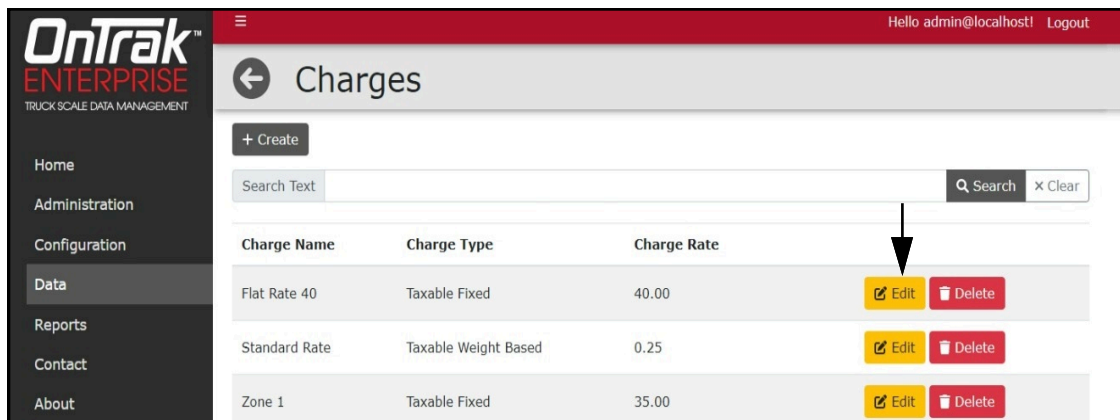 OnTrak™
ENTERPRISE
TRUCK SCALE DATA MANAGEMENT
Home
Administration
Configuration
Data
Reports
Contact
About
Hello admin@localhost! Logout
Charges
+ Create
Search Text Search × Clear
Charge Name Charge Type Charge Rate
Flat Rate 40 Taxable Fixed 40.00 Edit Delete
Standard Rate Taxable Weight Based 0.25 Edit Delete
Zone 1 Taxable Fixed 35.00 Edit Delete